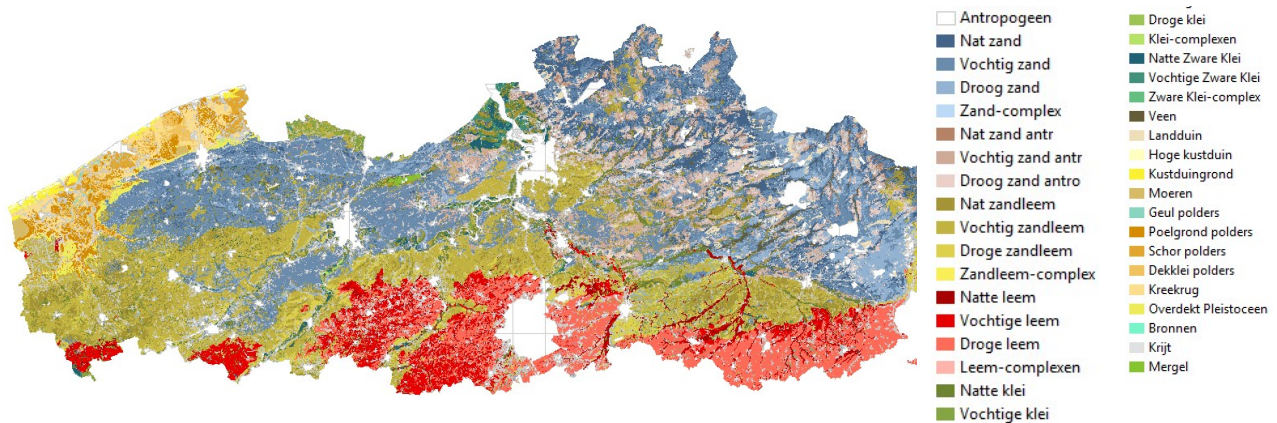 Antropogeen
Nat zand
Vochtig zand
Droog zand
Zand-complex
Nat zand antr
Vochtig zand antr
Droog zand antro
Nat zandleem
Vochtig zandleem
Droge zandleem
Zandleem-complex
Natte leem
Vochtige leem
Droge leem
Leem-complexen
Natte klei
Vochtige klei
Droge klei
Klei-complexen
Natte Zware Klei
Vochtige Zware Klei
Zware Klei-complex
Veen
Landduin
Hoge kustduin
Kustduingrond
Moeren
Geul polders
Poelgrond polders
Schor polders
Dekklei polders
Kreekrug
Overdekt Pleistoceen
Bronnen
Krijt
Mergel